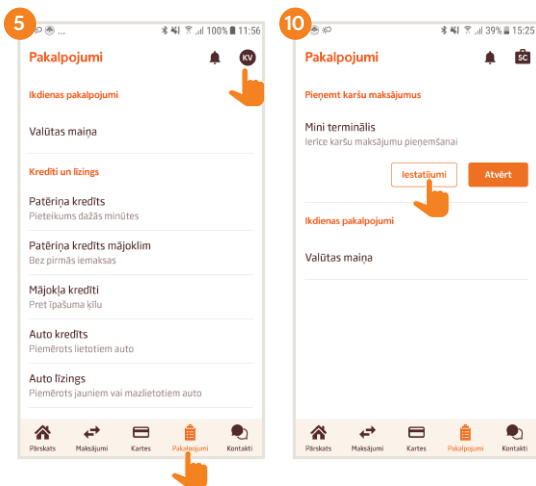 5
... 100% 11:56
Pakalpojumi KV
Ikdienas pakalpojumi
Valūtas maiņa
Kredīti un līzings
Patēriņa kredīts
Pieteikums dažās minūtes
Patēriņa kredīts mājoklim
Bez pirmās iemaksas
Mājokļa kredīti
Pret īpašuma ķīlu
Auto kredīts
Piemērots lietotiem auto
Auto līzings
Piemērots jauniem vai mazlietotiem auto
Pārskats Maksājumi Kartes Pakalpojumi Kontakti
10
39% 15:25
Pakalpojumi SC
Pieņemt karšu maksājumus
Mini terminālis
Ierīce karšu maksājumu pieņemšanai
Iestatījumi Atvērt
Ikdienas pakalpojumi
Valūtas maiņa
Pārskats Maksājumi Kartes Pakalpojumi Kontakti